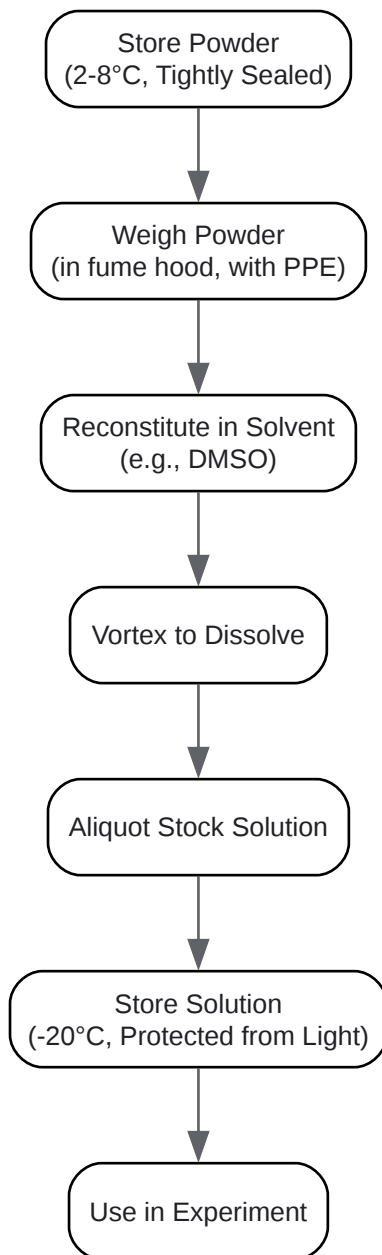 Store Powder
(2-8°C, Tightly Sealed)
Weigh Powder
(in fume hood, with PPE)
Reconstitute in Solvent
(e.g., DMSO)
Vortex to Dissolve
Aliquot Stock Solution
Store Solution
(-20°C, Protected from Light)
Use in Experiment